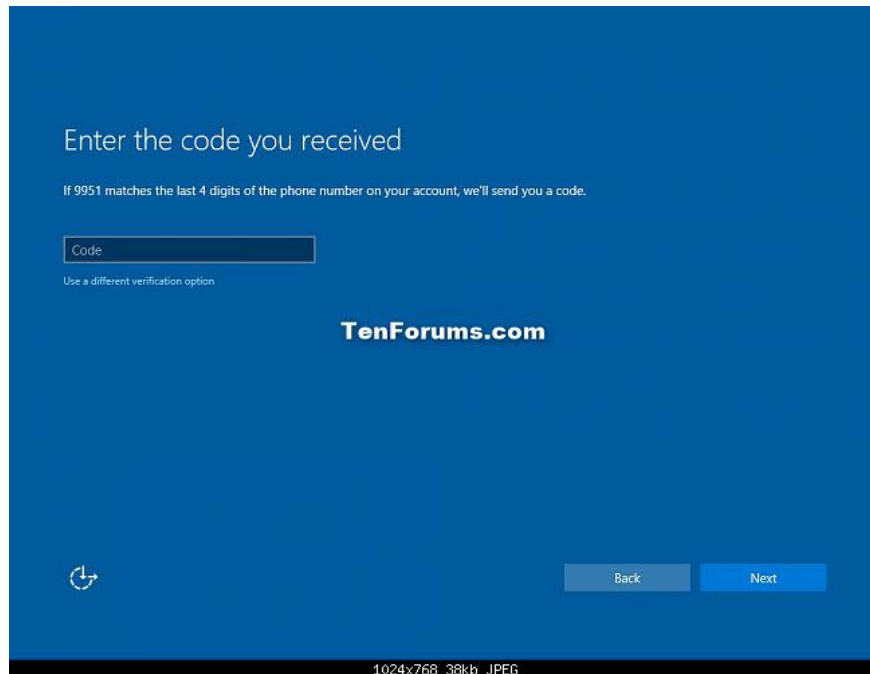 Enter the code you received
If 9951 matches the last 4 digits of the phone number on your account, we'll send you a code.
Code
Use a different verification option
TenForums.com
Back Next
1024x768 38kb JPEG